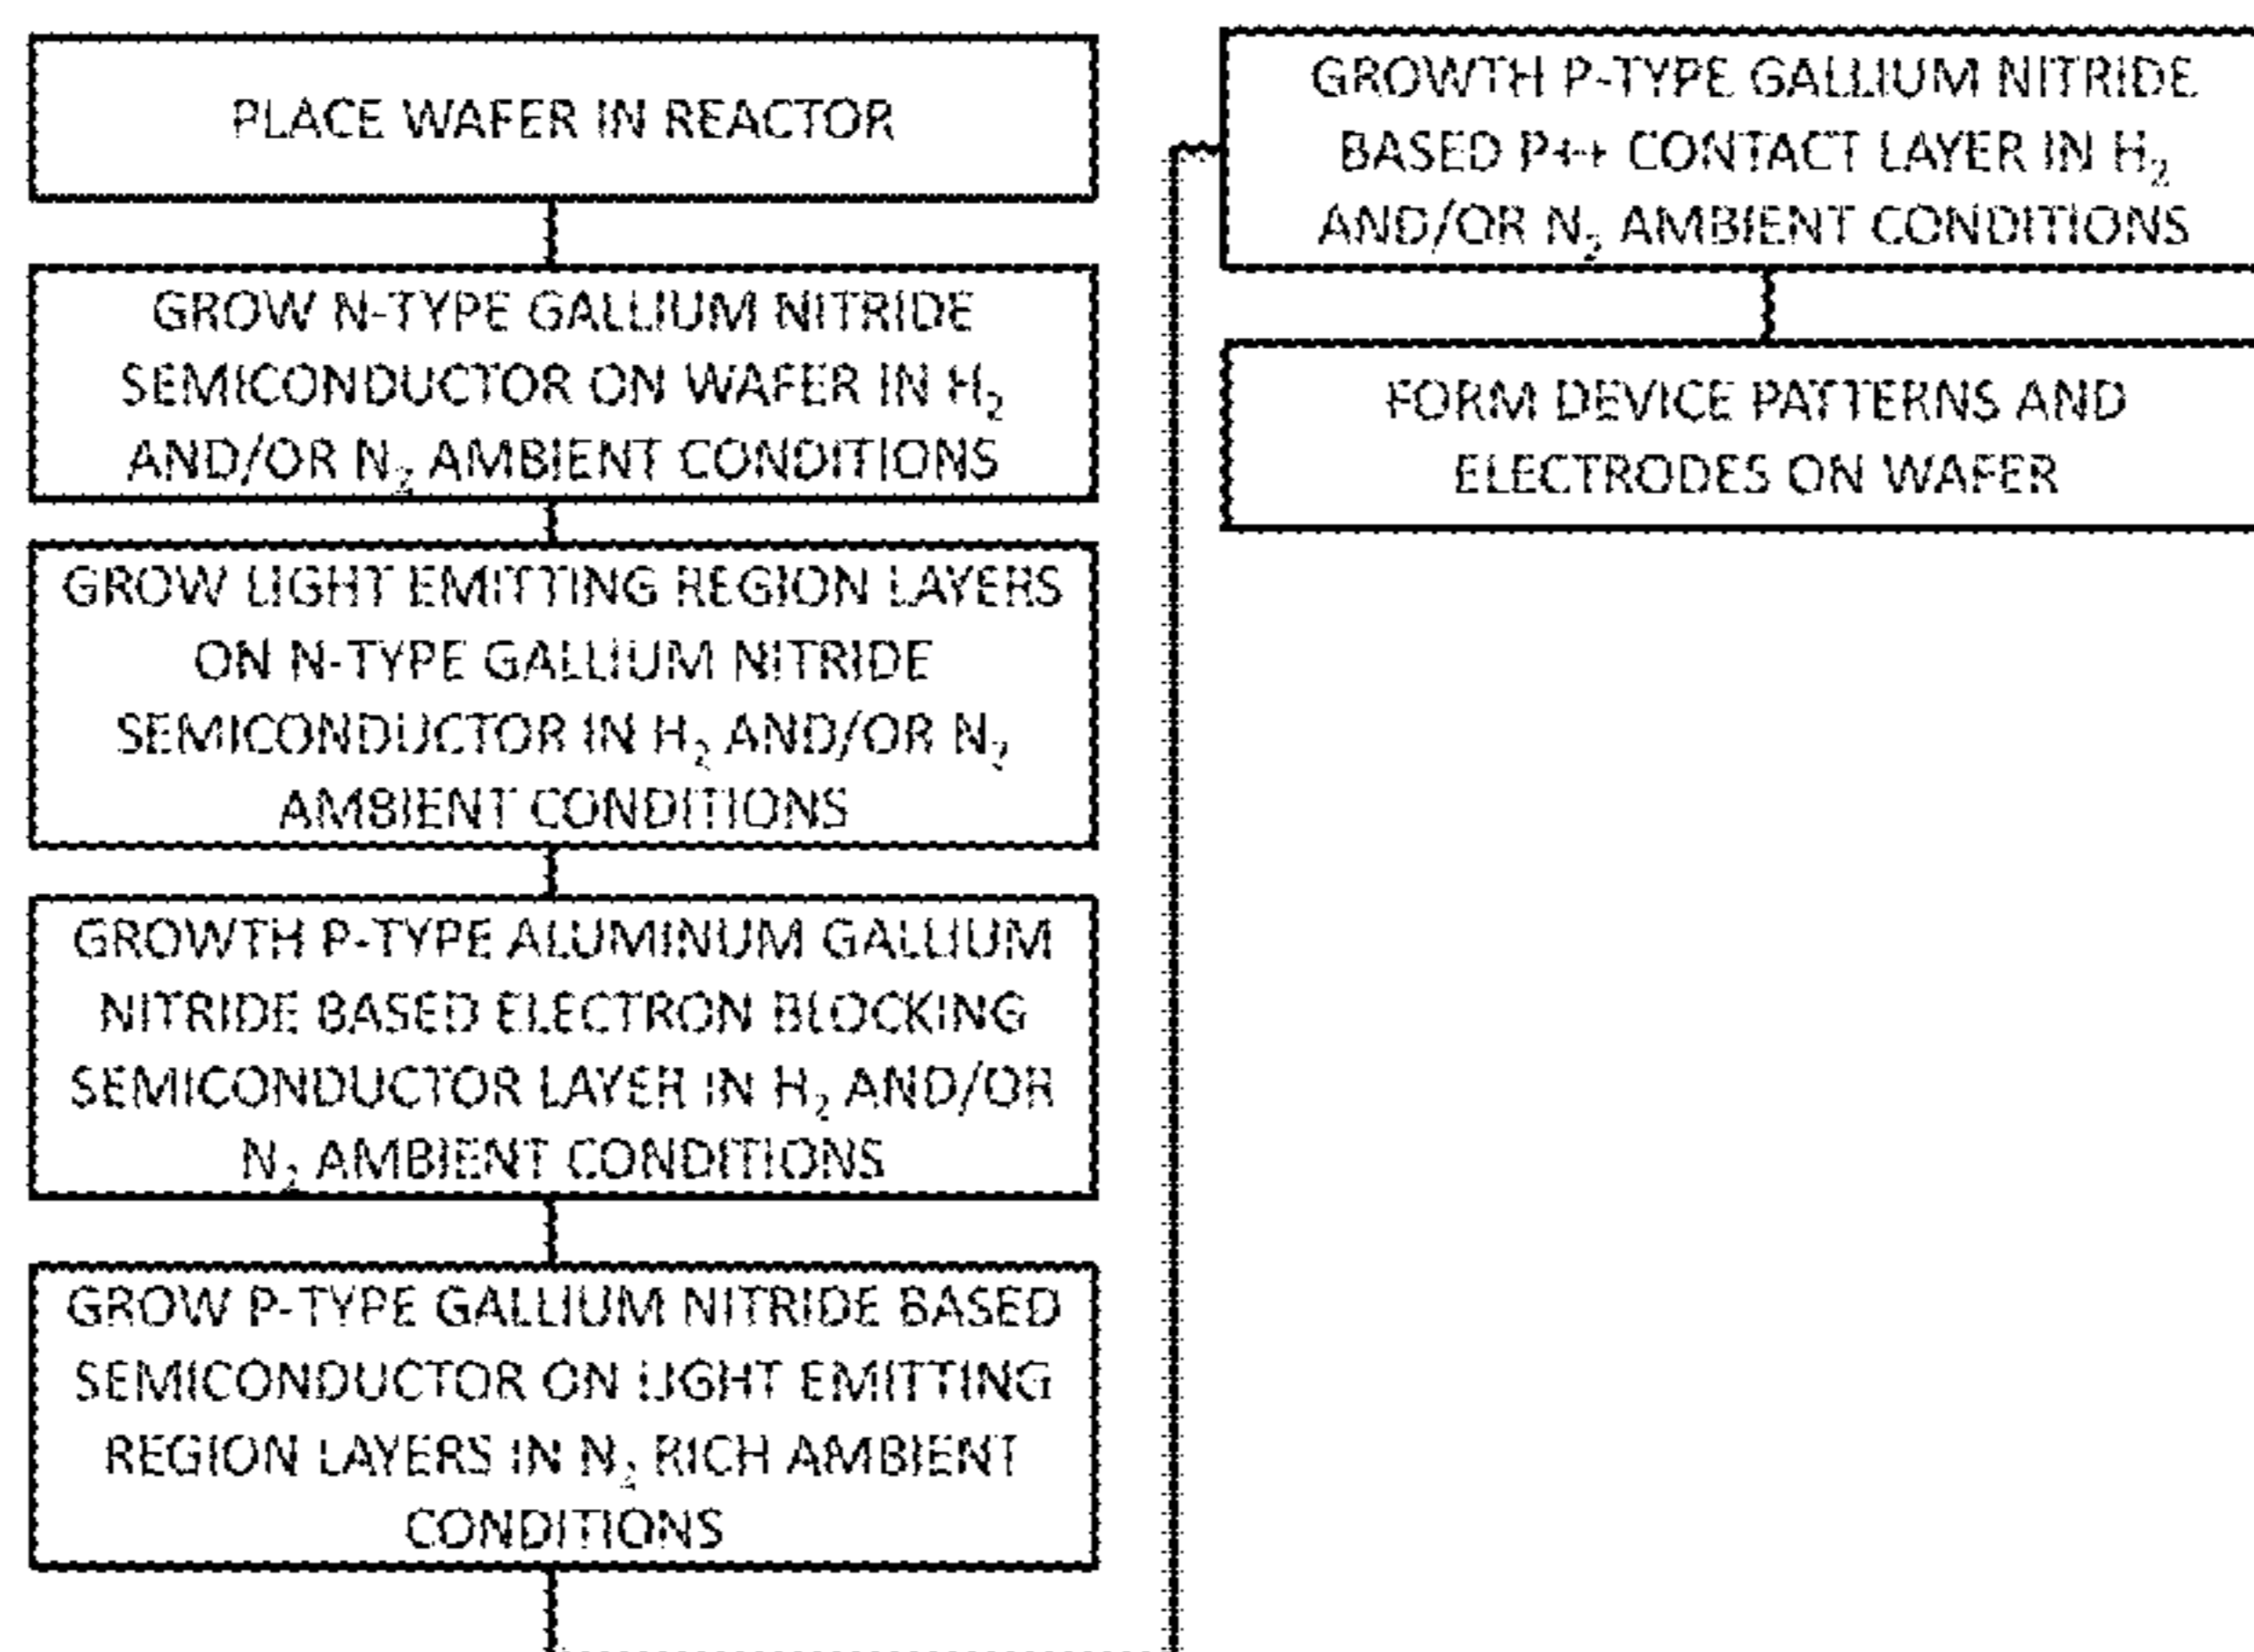 PLACE WAFER IN REACTOR
GROW N-TYPE GALLIUM NITRIDE
SEMICONDUCTOR ON WAFER IN H₂
AND/OR N₂ AMBIENT CONDITIONS
GROW LIGHT EMITTING REGION LAYERS
ON N-TYPE GALLIUM NITRIDE
SEMICONDUCTOR IN H₂ AND/OR N₂
AMBIENT CONDITIONS
GROWTH P-TYPE ALUMINUM GALLIUM
NITRIDE BASED ELECTRON BLOCKING
SEMICONDUCTOR LAYER IN H₂ AND/OR
N₂ AMBIENT CONDITIONS
GROW P-TYPE GALLIUM NITRIDE BASED
SEMICONDUCTOR ON LIGHT EMITTING
REGION LAYERS IN N₂ RICH AMBIENT
CONDITIONS
GROWTH P-TYPE GALLIUM NITRIDE
BASED P++ CONTACT LAYER IN H₂
AND/OR N₂ AMBIENT CONDITIONS
FORM DEVICE PATTERNS AND
ELECTRODES ON WAFER